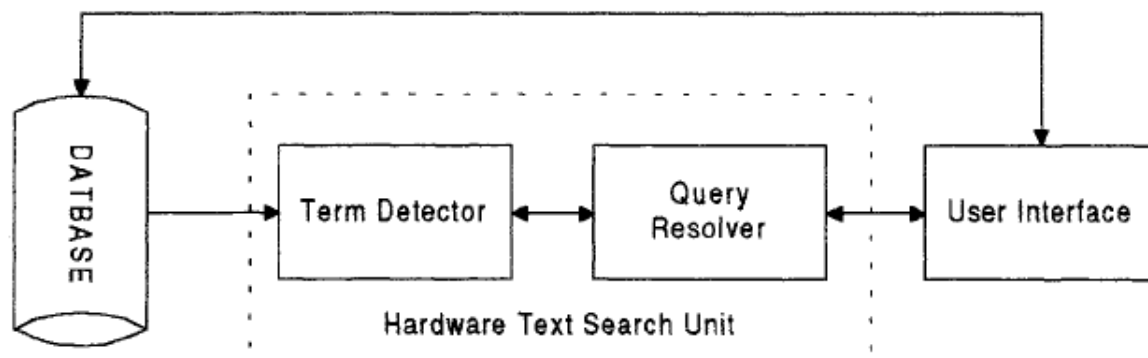 DATBASE
Term Detector
Query
Resolver
User Interface
Hardware Text Search Unit